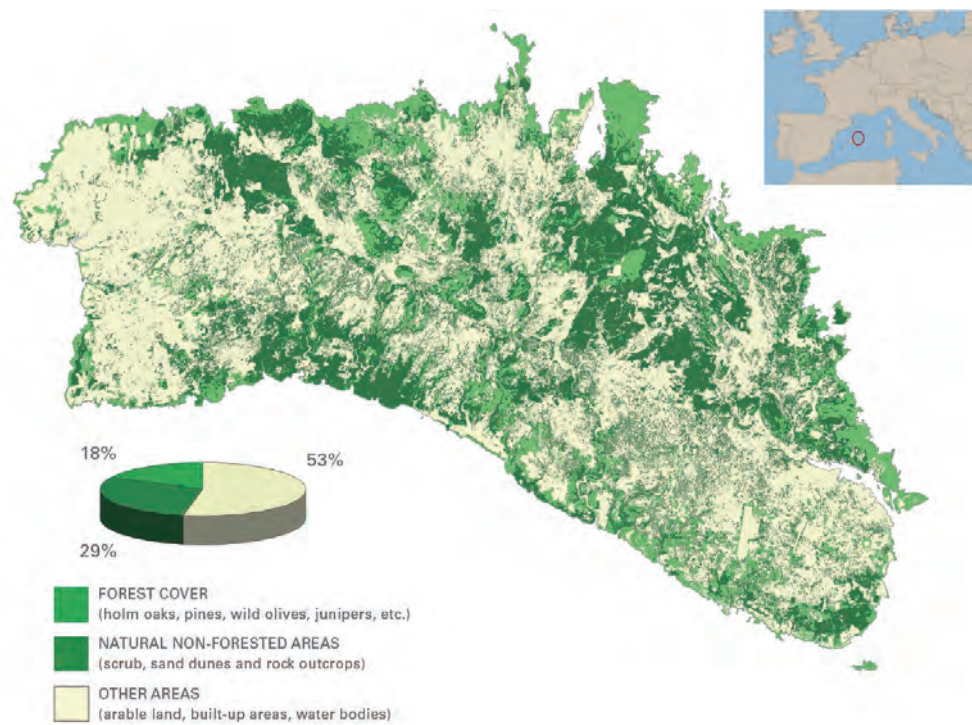 18%
53%
29%
FOREST COVER
(holm oaks, pines, wild olives, junipers, etc.)
NATURAL NON-FORESTED AREAS
(scrub, sand dunes and rock outcrops)
OTHER AREAS
(arable land, built-up areas, water bodies)